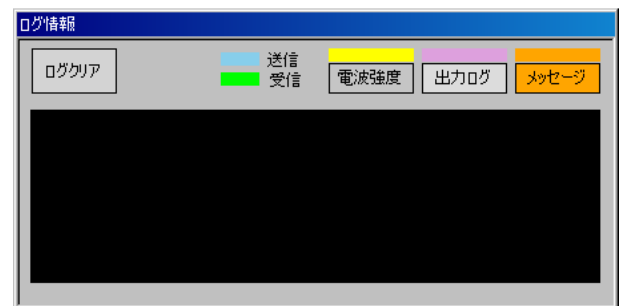 ログ情報
ログクリア
送信
受信
電波強度
出力ログ
メッセージ